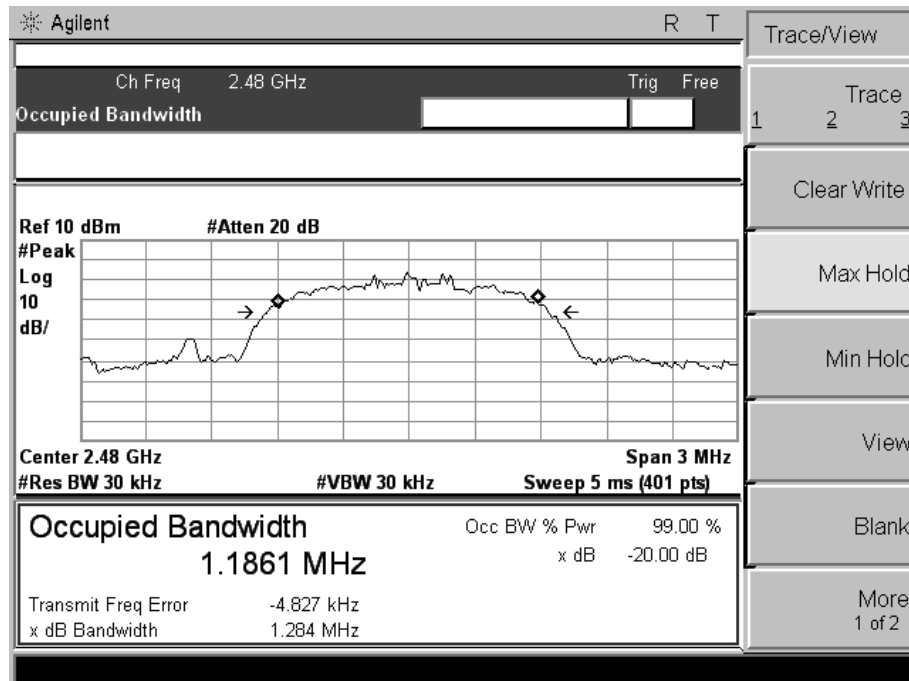 Agilent R T
Ch Freq 2.48 GHz Trig Free
Occupied Bandwidth
Ref 10 dBm #Atten 20 dB
#Peak
Log
10
dB/
Center 2.48 GHz Span 3 MHz
#Res BW 30 kHz #VBW 30 kHz Sweep 5 ms (401 pts)
Occupied Bandwidth Occ BW % Pwr 99.00 %
1.1861 MHz x dB -20.00 dB
Transmit Freq Error -4.827 kHz
x dB Bandwidth 1.284 MHz
Trace/View
Trace
1 2 3
Clear Write
Max Hold
Min Hold
View
Blank
More
1 of 2